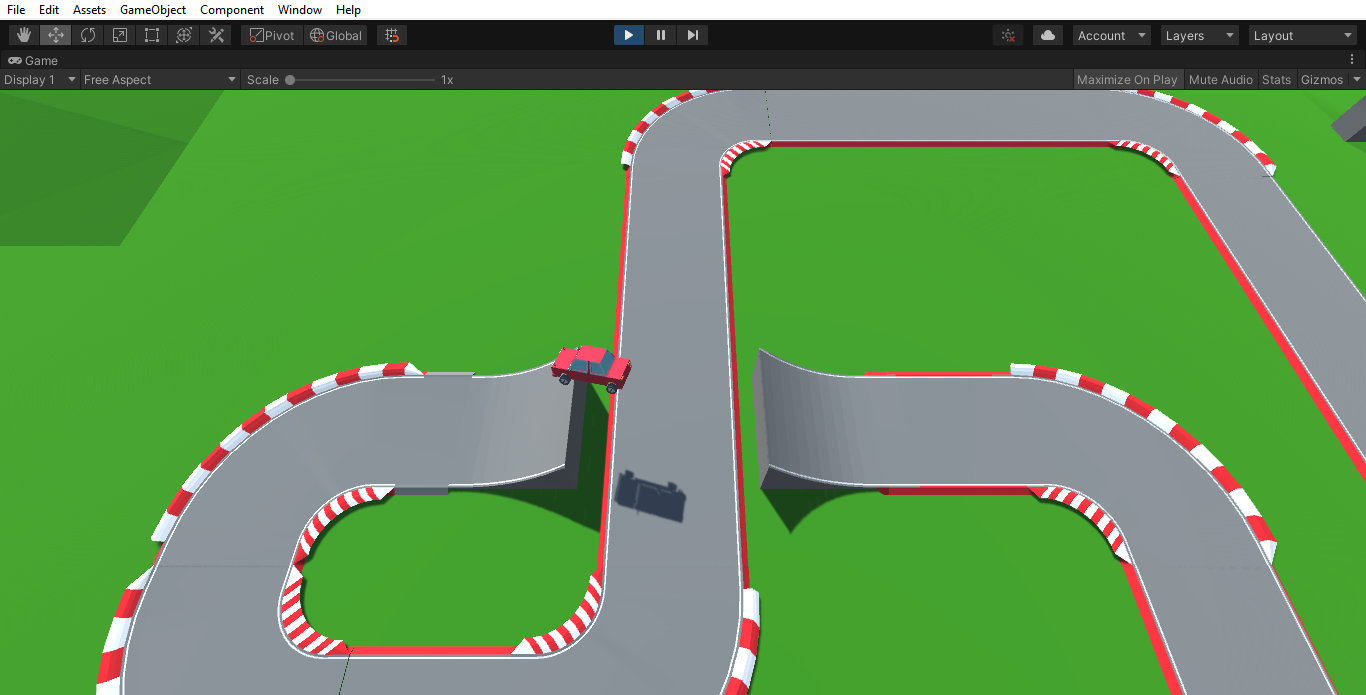 File Edit Assets GameObject Component Window Help
Pivot Global Account Layers Layout
Game
Display 1 Free Aspect Scale 1x Maximize On Play Mute Audio Stats Gizmos